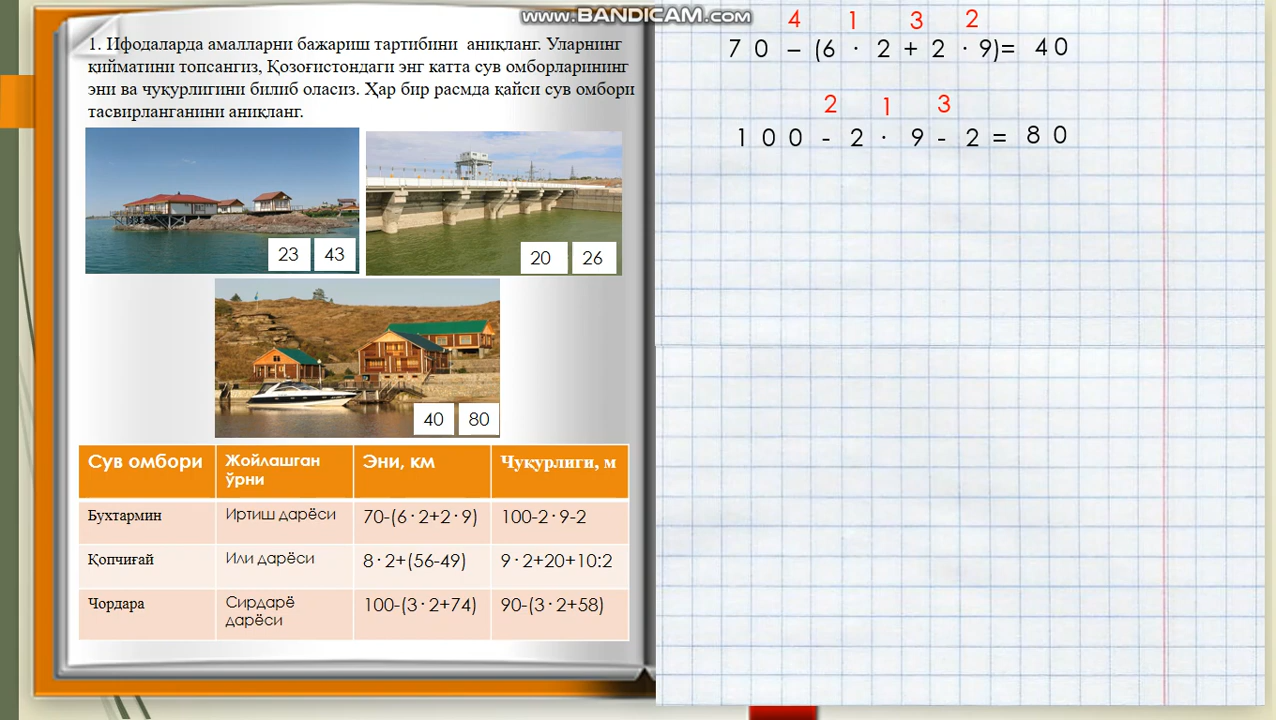 www.BANDICAM.com
1. Ифодаларда амалларни бажариш тартибини аниқланг. Уларнинг
қийматини топсангиз, Қозоғистондаги энг катта сув омборларининг
эни ва чуқурлигини билиб оласиз. Ҳар бир расмда қайси сув омбори
тасвирланганини аниқланг.
23 43
20 26
40 80
Сув омбори Жойлашган ўрни Эни, км Чуқурлиги, м
Бухтармин Иртиш дарёси 70-(6·2+2·9) 100-2·9-2
Қопчиғай Или дарёси 8·2+(56-49) 9·2+20+10:2
Чордара Сирдарё дарёси 100-(3·2+74) 90-(3·2+58)
4 1 3 2
70 – (6 · 2 + 2 · 9)= 40
2 1 3
100 - 2 · 9 - 2 = 80